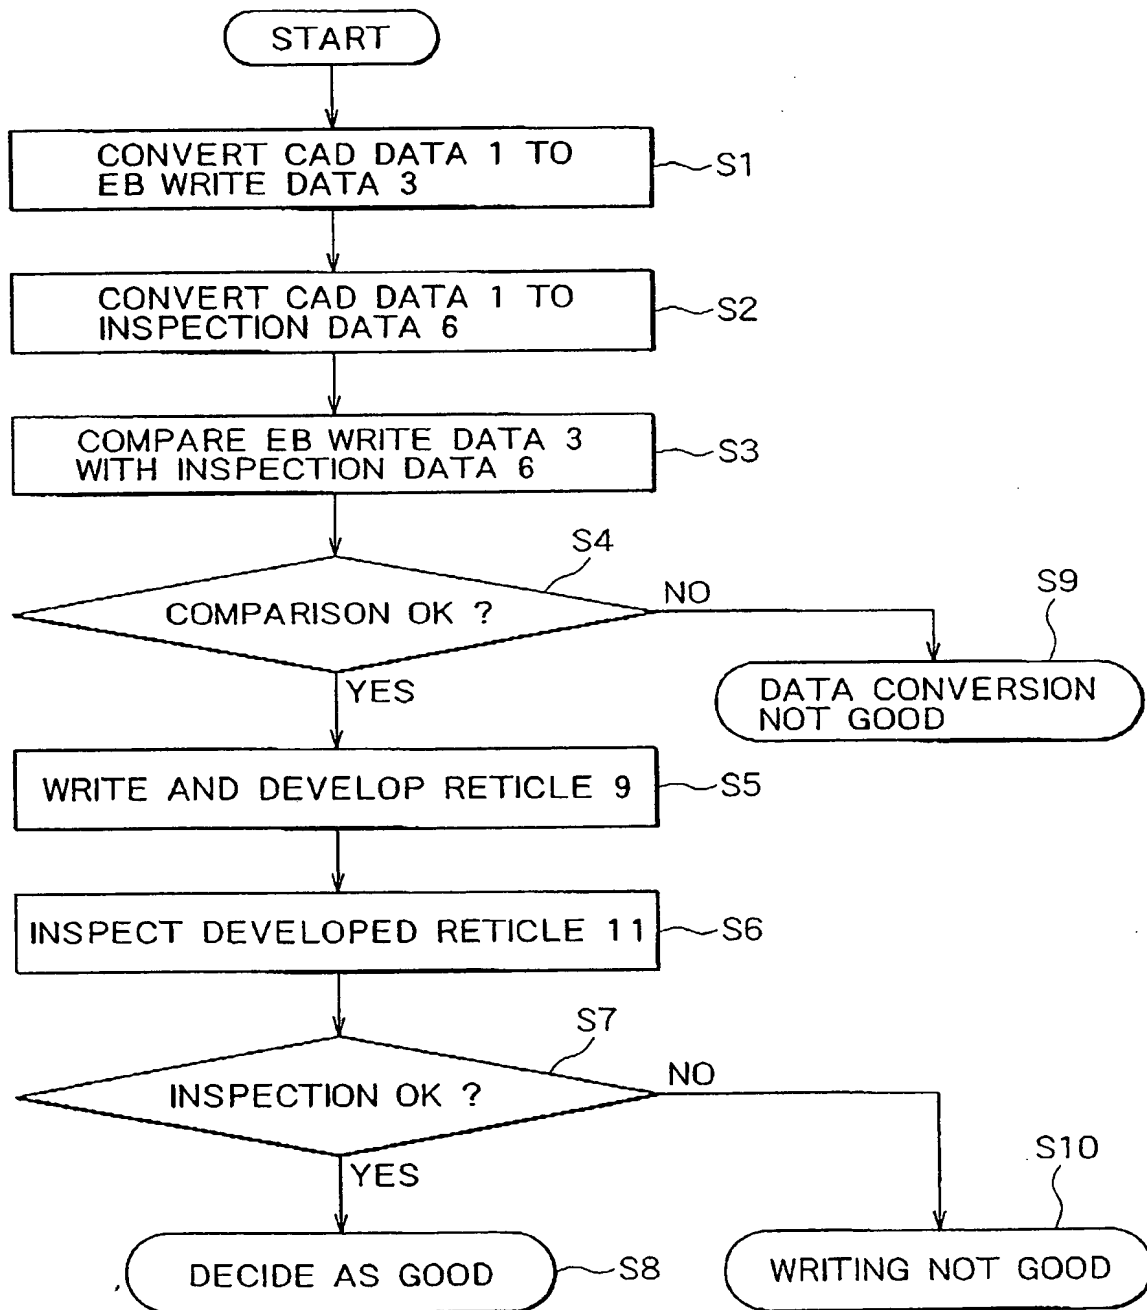 START
CONVERT CAD DATA 1 TO
EB WRITE DATA 3
S1
CONVERT CAD DATA 1 TO
INSPECTION DATA 6
S2
COMPARE EB WRITE DATA 3
WITH INSPECTION DATA 6
S3
S4
COMPARISON OK ?
NO
S9
YES
DATA CONVERSION
NOT GOOD
WRITE AND DEVELOP RETICLE 9
S5
INSPECT DEVELOPED RETICLE 11
S6
S7
INSPECTION OK ?
NO
YES
S10
DECIDE AS GOOD
S8
WRITING NOT GOOD